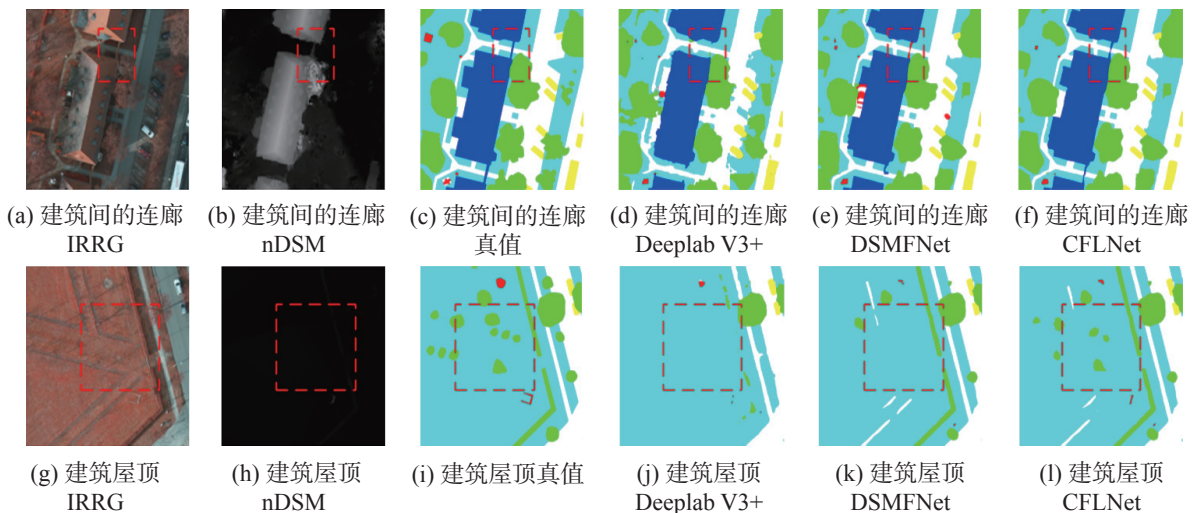 (a) 建筑间的连廊
IRRG
(b) 建筑间的连廊
nDSM
(c) 建筑间的连廊
真值
(d) 建筑间的连廊
Deeplab V3+
(e) 建筑间的连廊
DSMFNet
(f) 建筑间的连廊
CFLNet
(g) 建筑屋顶
IRRG
(h) 建筑屋顶
nDSM
(i) 建筑屋顶真值
(j) 建筑屋顶
Deeplab V3+
(k) 建筑屋顶
DSMFNet
(l) 建筑屋顶
CFLNet